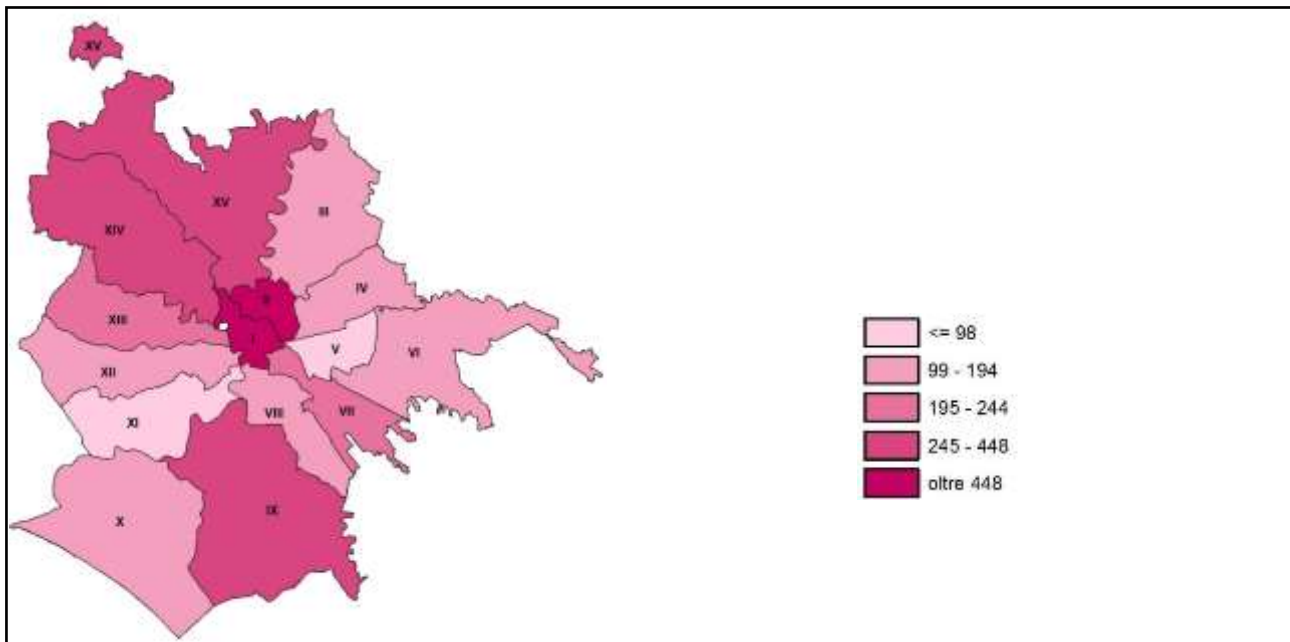 XV
XV
III
XIV
II
IV
XIII
I
V
VI
XII
VIII
VII
XI
X
IX
<= 98
99 - 194
195 - 244
245 - 448
oltre 448